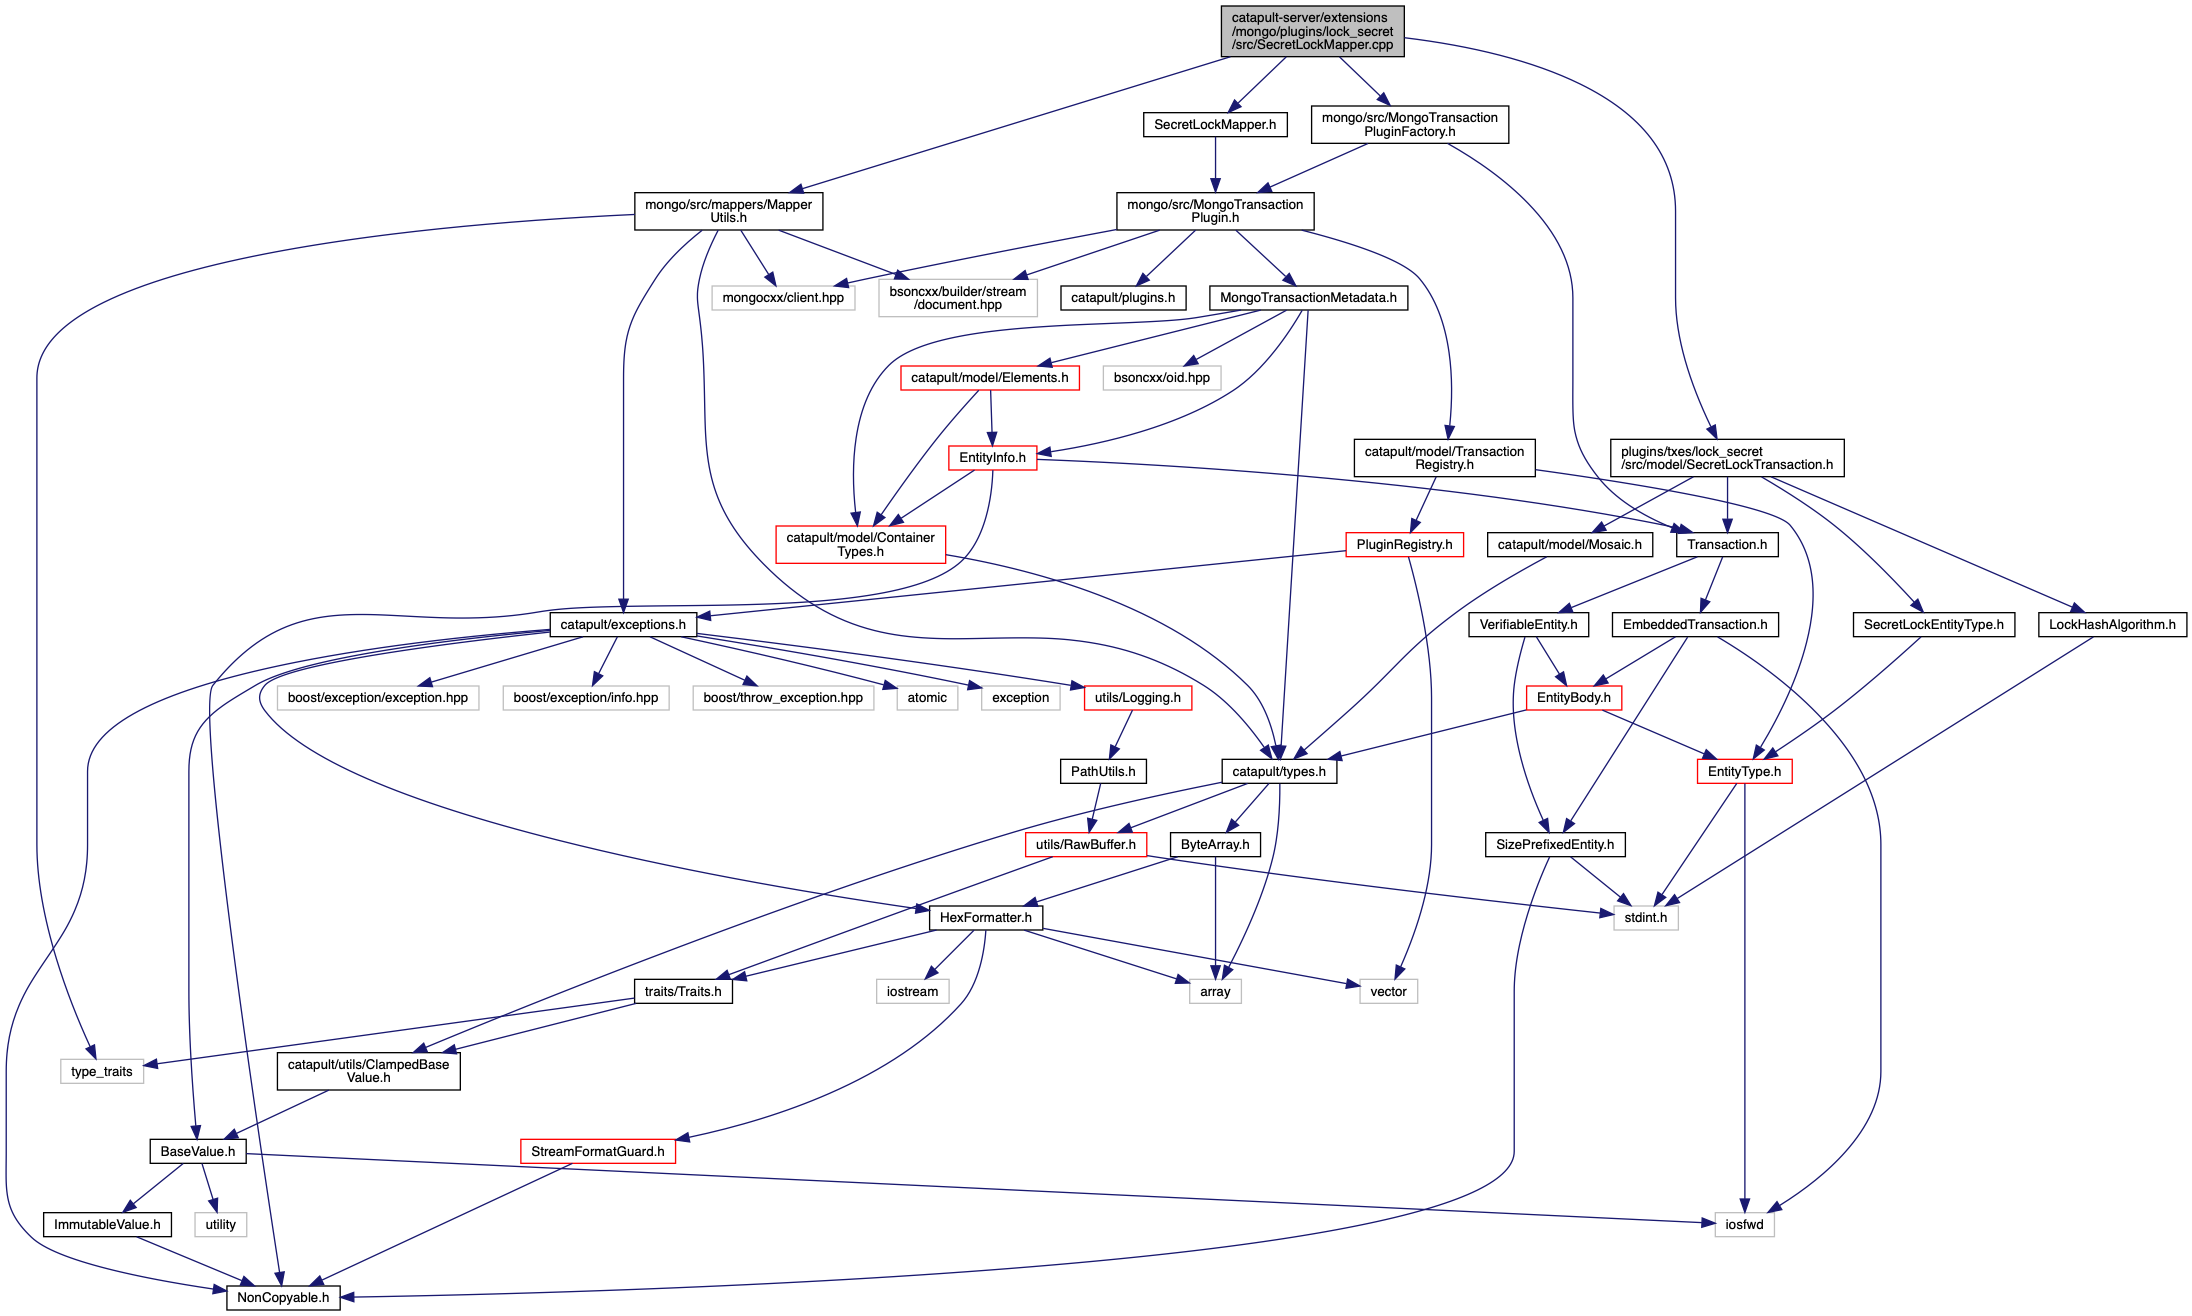 catapult-server/extensions
/mongo/plugins/lock_secret
/src/SecretLockMapper.cpp
SecretLockMapper.h
mongo/src/MongoTransaction
PluginFactory.h
mongo/src/mappers/Mapper
Utils.h
mongo/src/MongoTransaction
Plugin.h
mongocxx/client.hpp
bsoncxx/builder/stream
/document.hpp
catapult/plugins.h
MongoTransactionMetadata.h
catapult/model/Elements.h
bsoncxx/oid.hpp
EntityInfo.h
catapult/model/Transaction
Registry.h
plugins/txes/lock_secret
/src/model/SecretLockTransaction.h
catapult/model/Container
Types.h
PluginRegistry.h
catapult/model/Mosaic.h
Transaction.h
catapult/exceptions.h
VerifiableEntity.h
EmbeddedTransaction.h
SecretLockEntityType.h
LockHashAlgorithm.h
boost/exception/exception.hpp
boost/exception/info.hpp
boost/throw_exception.hpp
atomic
exception
utils/Logging.h
EntityBody.h
PathUtils.h
catapult/types.h
EntityType.h
utils/RawBuffer.h
ByteArray.h
SizePrefixedEntity.h
HexFormatter.h
stdint.h
traits/Traits.h
iostream
array
vector
type_traits
catapult/utils/ClampedBase
Value.h
BaseValue.h
StreamFormatGuard.h
ImmutableValue.h
utility
iosfwd
NonCopyable.h